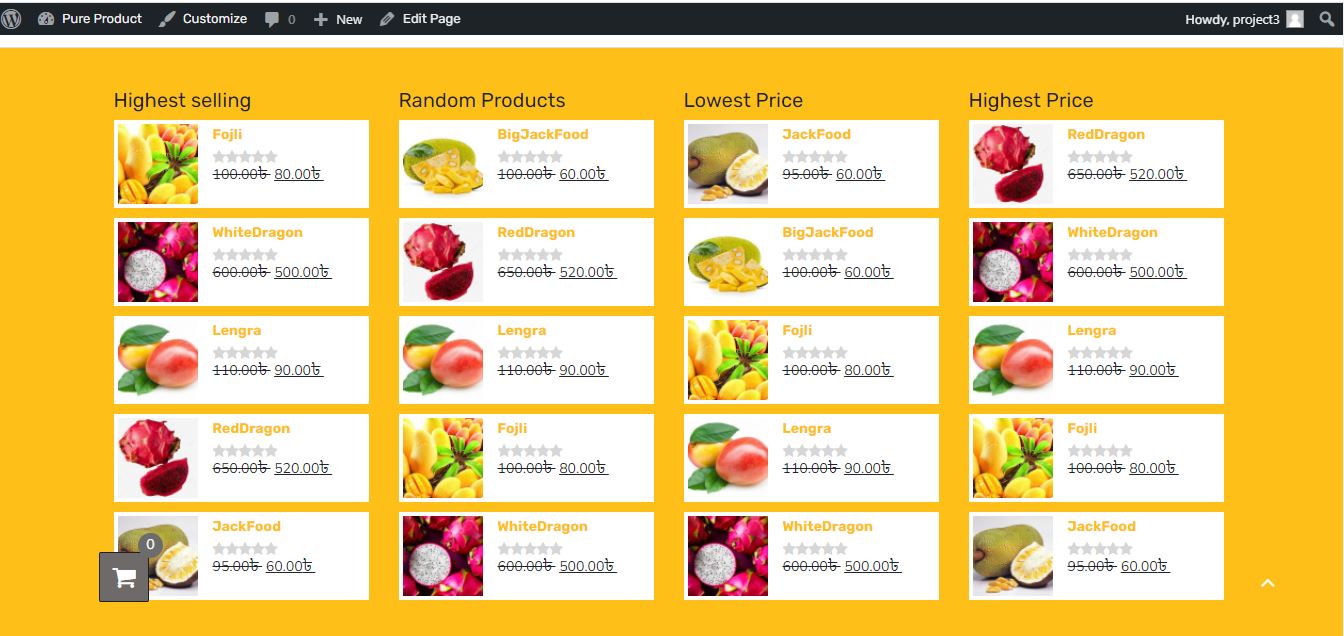 Pure Product Customize 0 New Edit Page Howdy, project3
Highest selling
Fojli
100.00৳ 80.00৳
WhiteDragon
600.00৳ 500.00৳
Lengra
110.00৳ 90.00৳
RedDragon
650.00৳ 520.00৳
JackFood
95.00৳ 60.00৳
0
Random Products
BigJackFood
100.00৳ 60.00৳
RedDragon
650.00৳ 520.00৳
Lengra
110.00৳ 90.00৳
Fojli
100.00৳ 80.00৳
WhiteDragon
600.00৳ 500.00৳
Lowest Price
JackFood
95.00৳ 60.00৳
BigJackFood
100.00৳ 60.00৳
Fojli
100.00৳ 80.00৳
Lengra
110.00৳ 90.00৳
WhiteDragon
600.00৳ 500.00৳
Highest Price
RedDragon
650.00৳ 520.00৳
WhiteDragon
600.00৳ 500.00৳
Lengra
110.00৳ 90.00৳
Fojli
100.00৳ 80.00৳
JackFood
95.00৳ 60.00৳